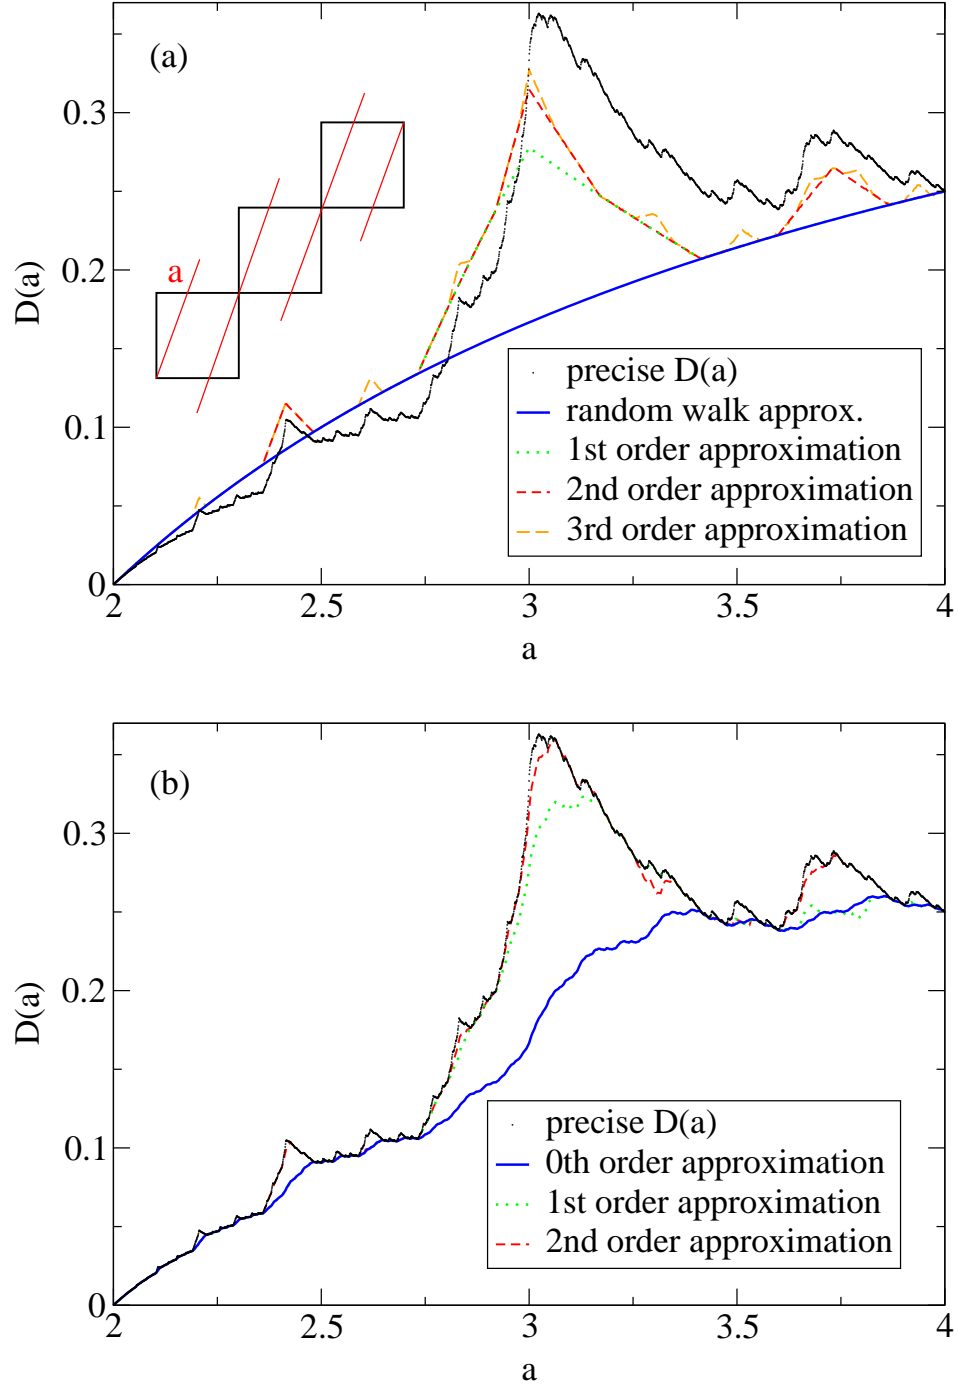 (a)
0.3
a
0.2
D(a)
precise D(a)
random walk approx.
0.1
1st order approximation
2nd order approximation
3rd order approximation
0
2 2.5 3 3.5 4
a
(b)
0.3
0.2
D(a)
precise D(a)
0.1
0th order approximation
1st order approximation
2nd order approximation
0
2 2.5 3 3.5 4
a